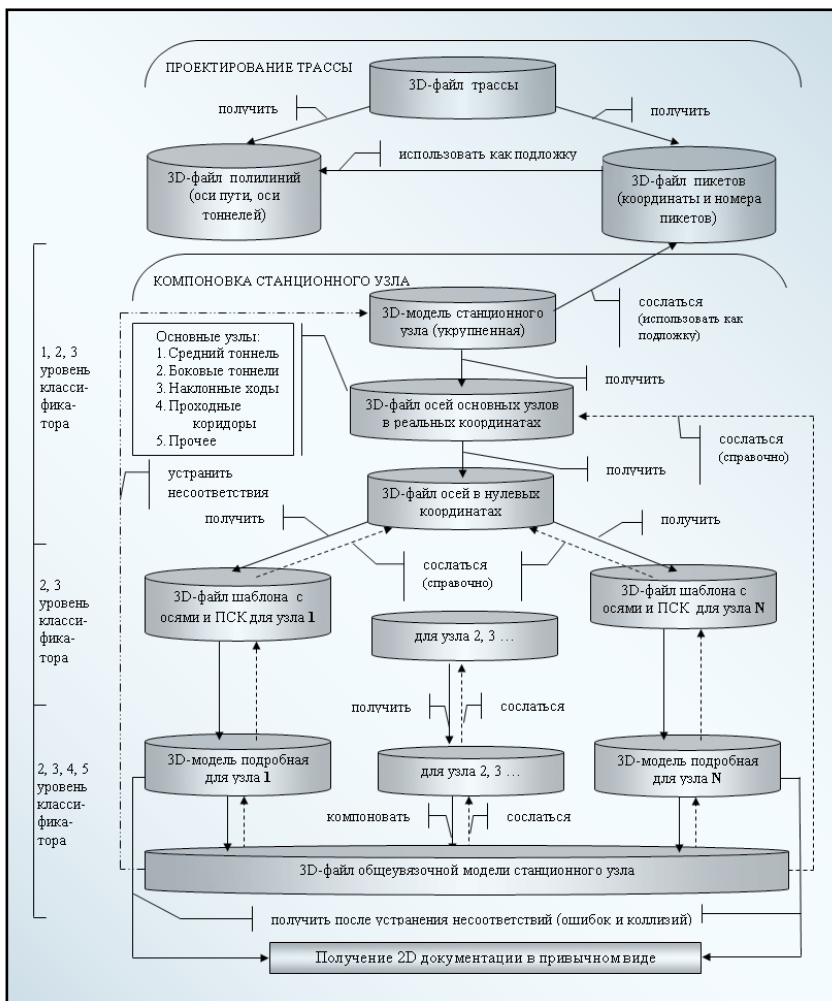 ПРОЕКТИРОВАНИЕ ТРАССЫ
3D-файл трассы
получить
получить
3D-файл полилиний
(оси пути, оси
тоннелей)
использовать как подложку
3D-файл пикетов
(координаты и номера
пикетов)
КОМПОНОВКА СТАНЦИОННОГО УЗЛА
3D-модель станционного
узла (укрупненная)
сослаться
(использовать как
подложку)
1, 2, 3
уровень
класси-
фика-
тора
Основные узлы:
1. Средний тоннель
2. Боковые тоннели
3. Наклонные ходы
4. Проходные
коридоры
5. Прочее
получить
3D-файл осей основных узлов
в реальных координатах
сослаться
(справочно)
устранить
несоответствия
получить
3D-файл осей в нулевых
координатах
получить
получить
сослаться
(справочно)
2, 3
уровень
класси-
фика-
тора
3D-файл шаблона с
осями и ПСК для узла 1
для узла 2, 3 ...
3D-файл шаблона с
осями и ПСК для узла N
получить
сослаться
2, 3, 4, 5
уровень
класси-
фика-
тора
3D-модель подробная
для узла 1
для узла 2, 3 ...
3D-модель подробная
для узла N
компоновать
сослаться
3D-файл общеувязочной модели станционного узла
получить после устранения несоответствий (ошибок и коллизий)
Получение 2D документации в привычном виде